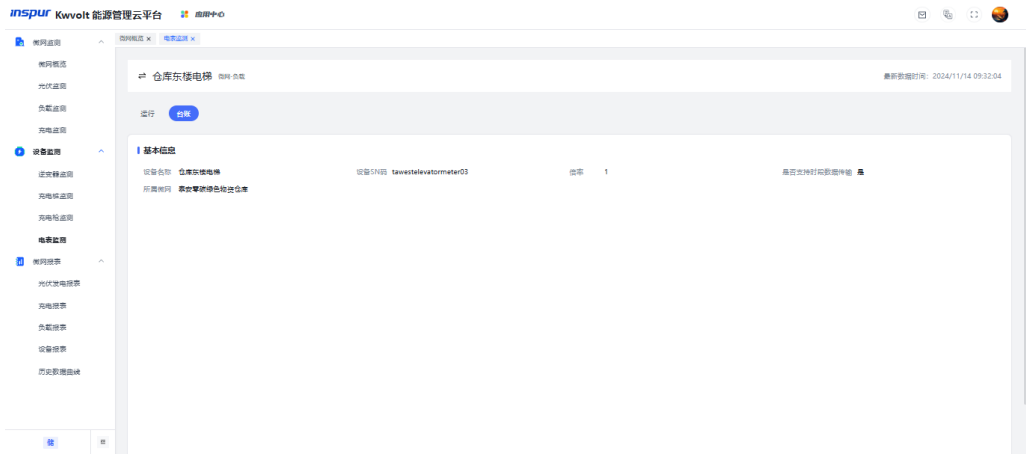 inspur Kwvolt 能源管理云平台 应用中心
微网监测
微网概览
光伏监测
负载监测
充电监测
设备监测
逆变器监测
充电桩监测
充电枪监测
电表监测
微网报表
光伏发电报表
充电报表
负载报表
设备报表
历史数据曲线
储
微网概览 × 电表监测 ×
仓库东楼电梯 微网-负载 最新数据时间: 2024/11/14 09:32:04
运行 台账
基本信息
设备名称 仓库东楼电梯 设备SN码 tawestelevatormeter03 倍率 1 是否支持时段数据传输 是
所属微网 泰安零碳绿色物资仓库